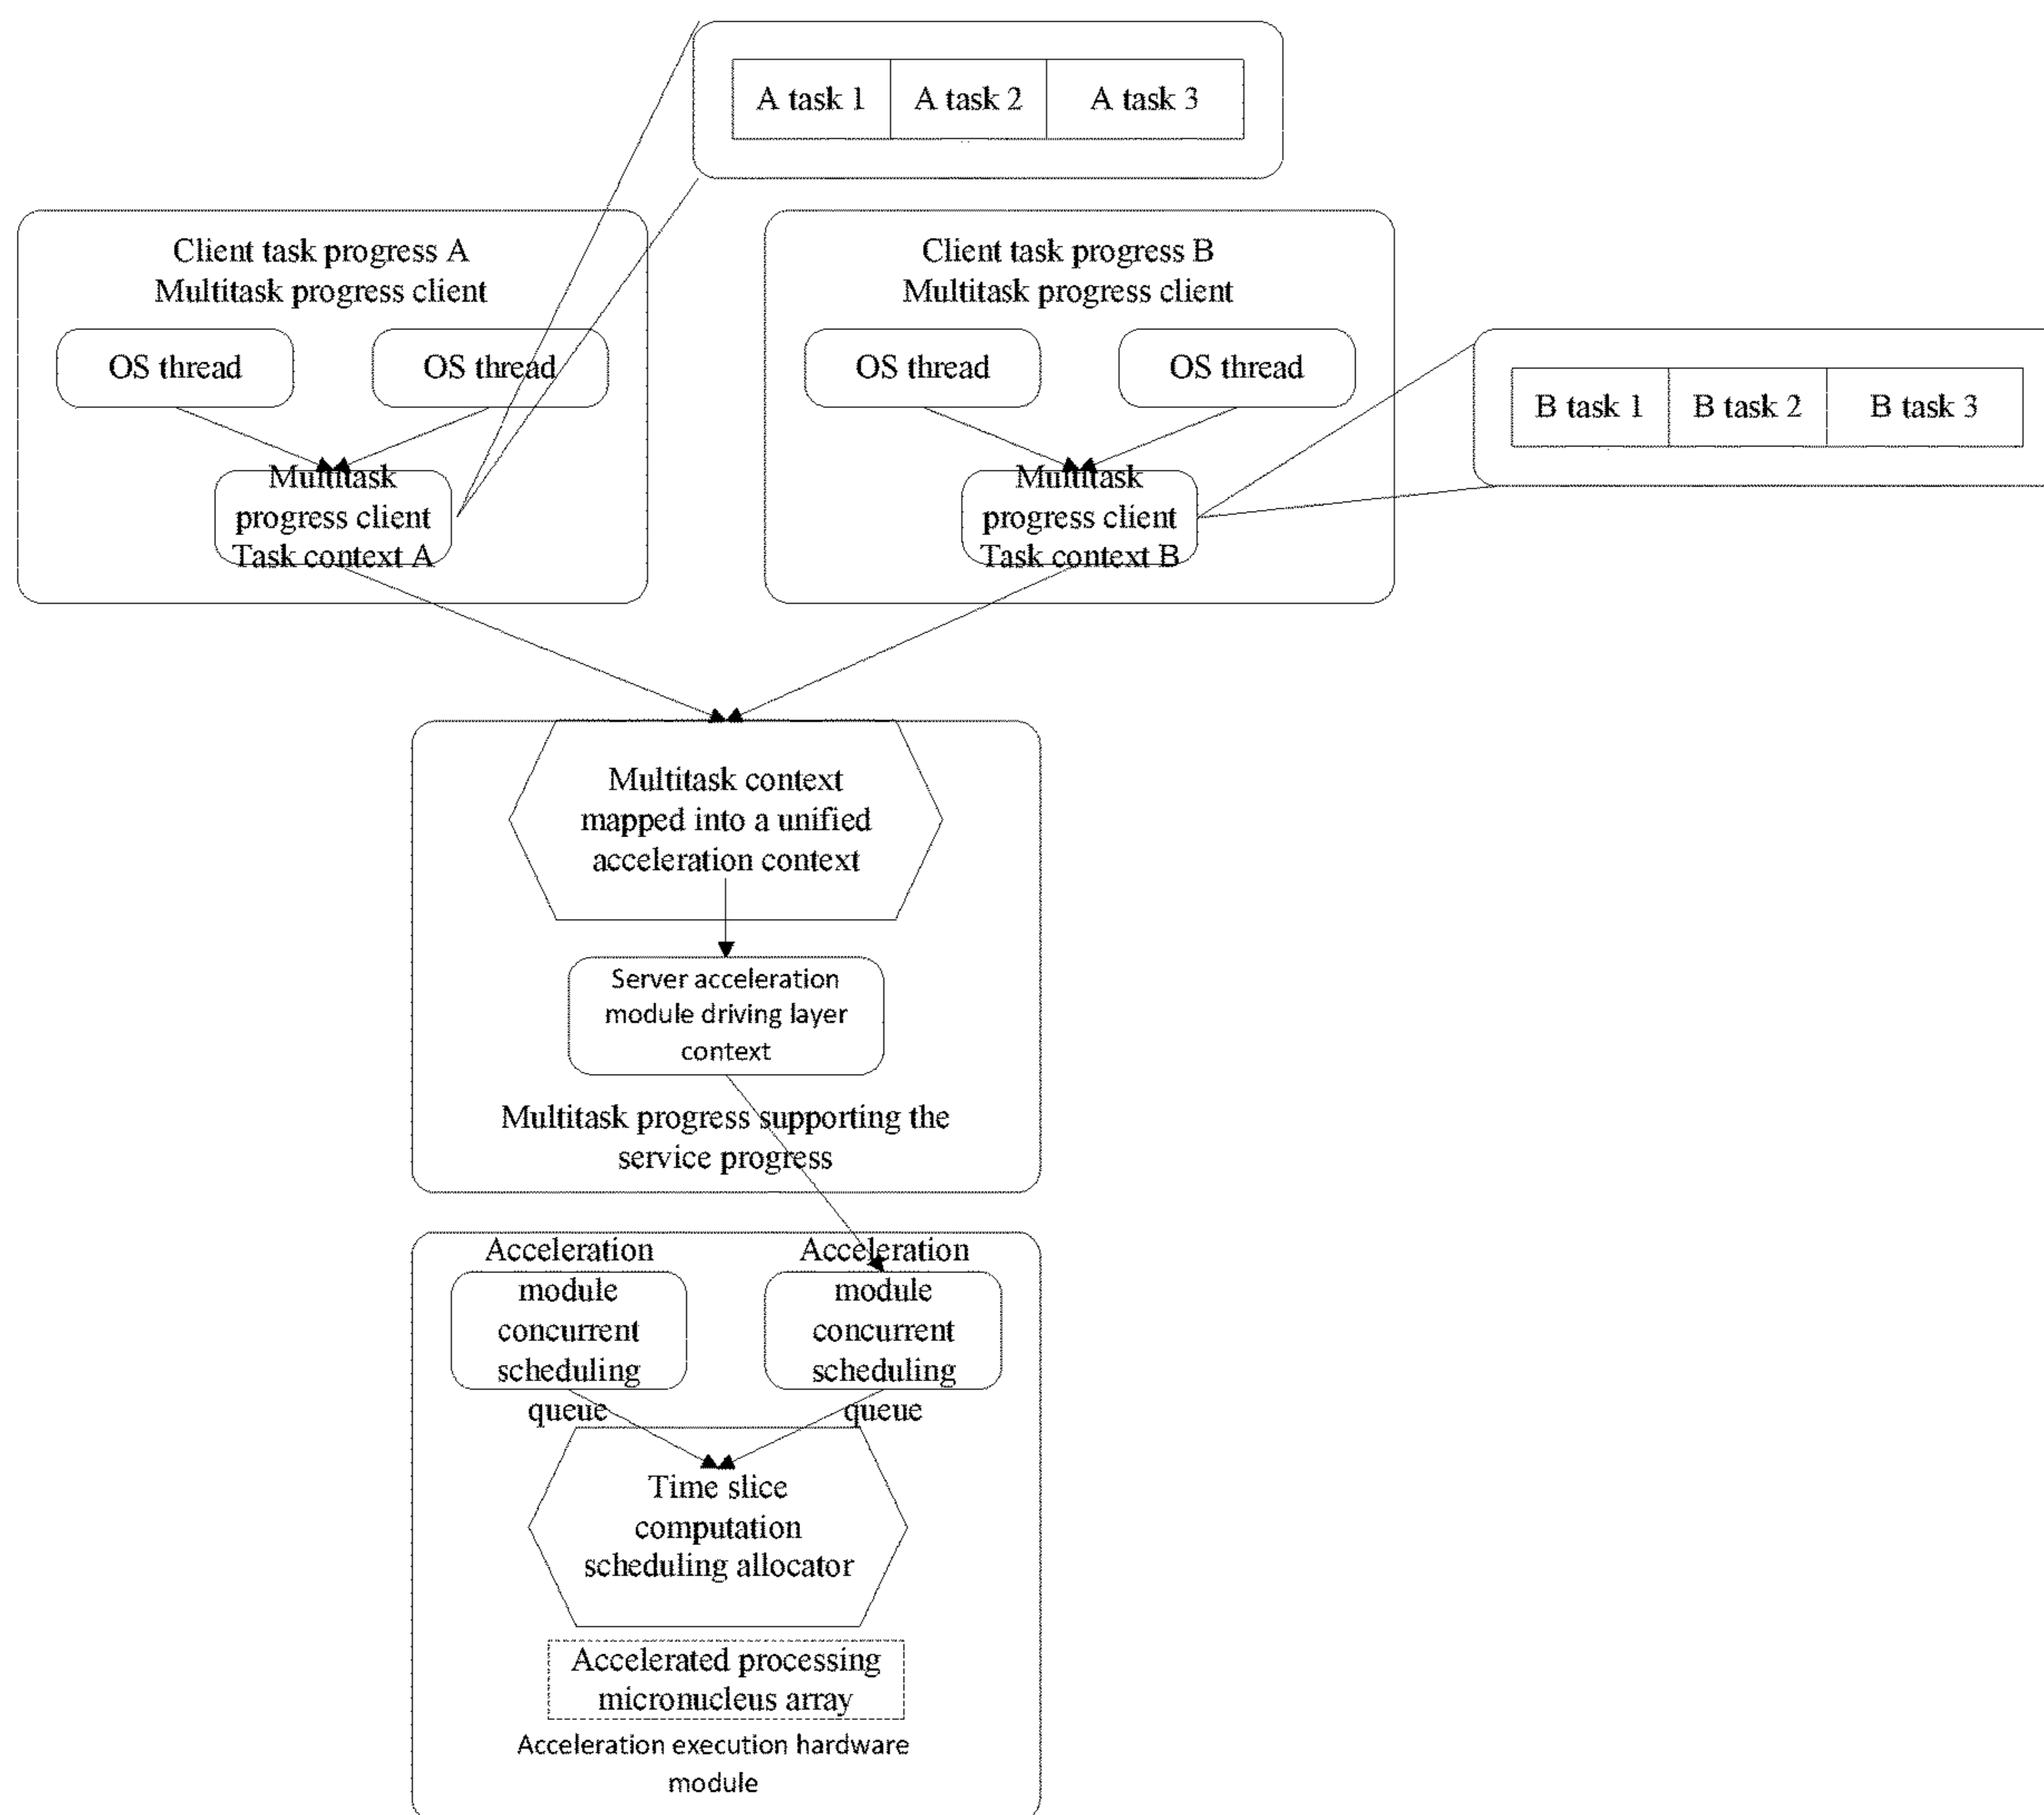 A task 1 A task 2 A task 3
Client task progress A
Multitask progress client
OS thread OS thread
Multitask
progress client
Task context A
Client task progress B
Multitask progress client
OS thread OS thread
Multitask
progress client
Task context B
B task 1 B task 2 B task 3
Multitask context
mapped into a unified
acceleration context
Server acceleration
module driving layer
context
Multitask progress supporting the
service progress
Acceleration
module
concurrent
scheduling
queue
Acceleration
module
concurrent
scheduling
queue
Time slice
computation
scheduling allocator
Accelerated processing
micronucleus array
Acceleration execution hardware
module